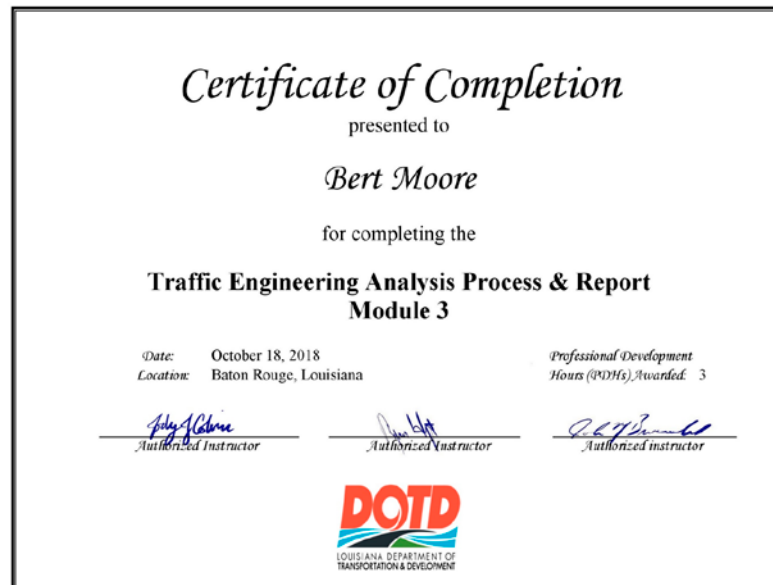 Certificate of Completion
presented to
Bert Moore
for completing the
Traffic Engineering Analysis Process & Report
Module 3
Date: October 18, 2018
Location: Baton Rouge, Louisiana
Professional Development
Hours (PDHs) Awarded: 3
Authorized Instructor
Authorized Instructor
Authorized instructor
DOTD
LOUISIANA DEPARTMENT OF
TRANSPORTATION & DEVELOPMENT